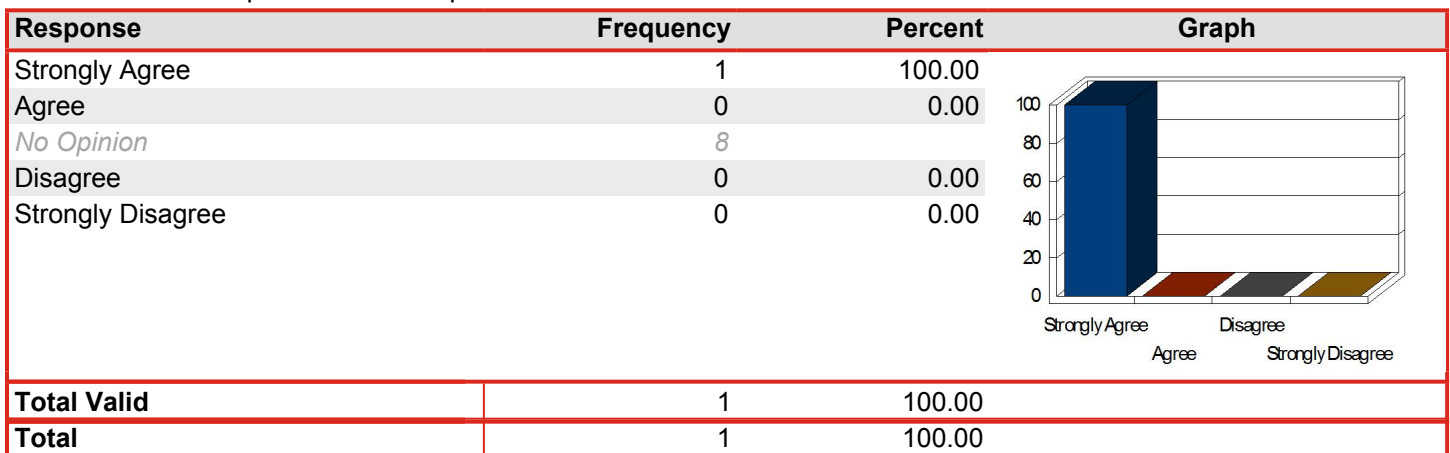 Response Frequency Percent Graph
Strongly Agree 1 100.00
Agree 0 0.00
No Opinion 8
Disagree 0 0.00
Strongly Disagree 0 0.00
100
80
60
40
20
0
Strongly Agree Disagree
Agree Strongly Disagree
Total Valid 1 100.00
Total 1 100.00